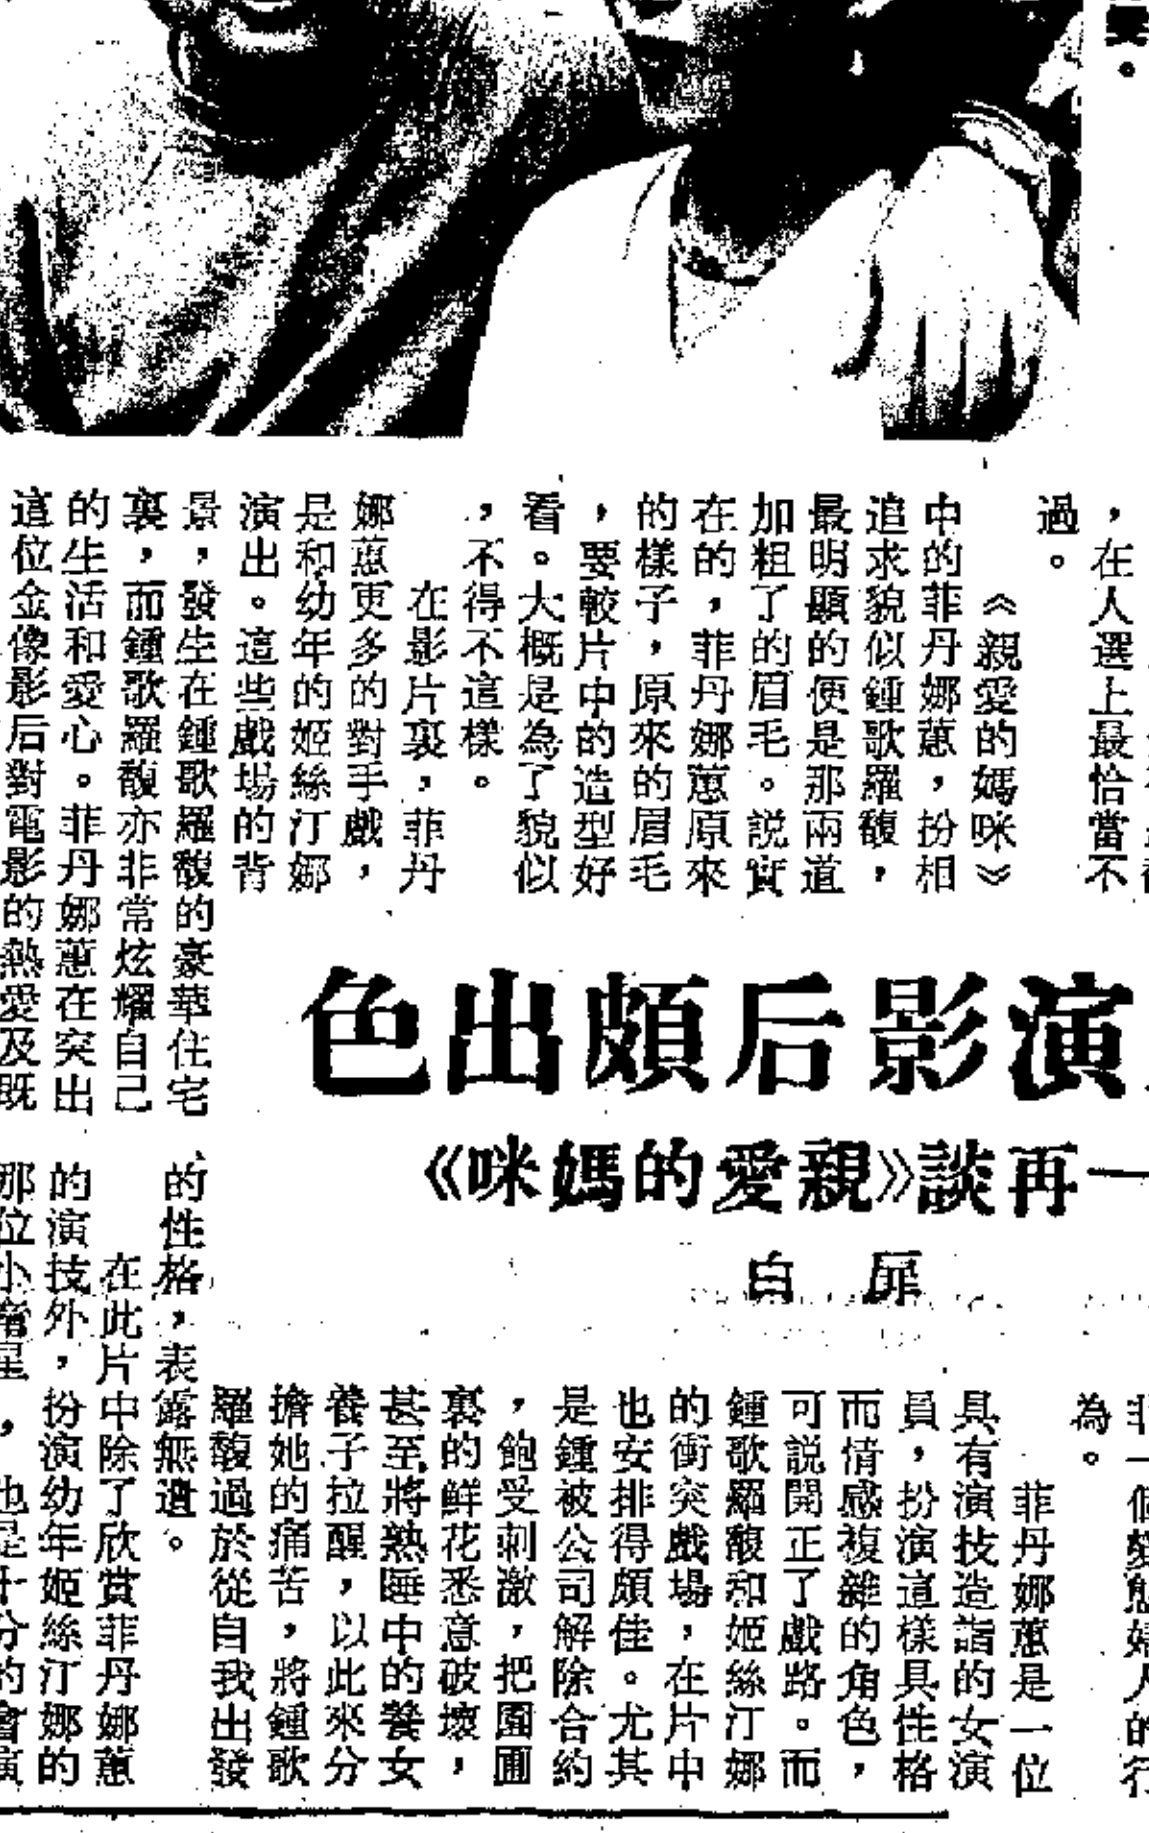 ，在人選上最恰當不
過。
《親愛的媽咪》
中的菲丹娜蕙，扮相
追求貌似鍾歌羅馥，
最明顯的便是那兩道
加粗了的眉毛。說實
在的，菲丹娜蕙原來
的樣子，原來的眉毛
，要較片中的造型好
看。大概是為了貌似
，不得不這樣。
在影片裏，菲丹
娜蕙更多的對手戲，
是和幼年的姬絲汀娜
演出。這些戲場的背
景，發生在鍾歌羅馥的豪華住宅
裏，而鍾歌羅馥亦非常炫耀自己
的生活和愛心。菲丹娜蕙在突出
這位金像影后對電影的熱愛及既
演影后頗出色
—再談《親愛的媽咪》
扉白
非一個變態婦人的行
為。
菲丹娜蕙是一位
具有演技造詣的女演
員，扮演這樣具性格
而情感複雜的角色，
可說開正了戲路。而
鍾歌羅馥和姬絲汀娜
的衝突戲場，在片中
也安排得頗佳。尤其
是鍾被公司解除合約
，飽受刺激，把園圃
裏的鮮花悉意破壞，
甚至將熟睡中的養女
養子拉醒，以此來分
擔她的痛苦，將鍾歌
羅馥過於從自我出發
的性格，表露無遺。
在此片中除了欣賞菲丹娜蕙
的演技外，扮演幼年姬絲汀娜的
那位小童星，也是十分的會演